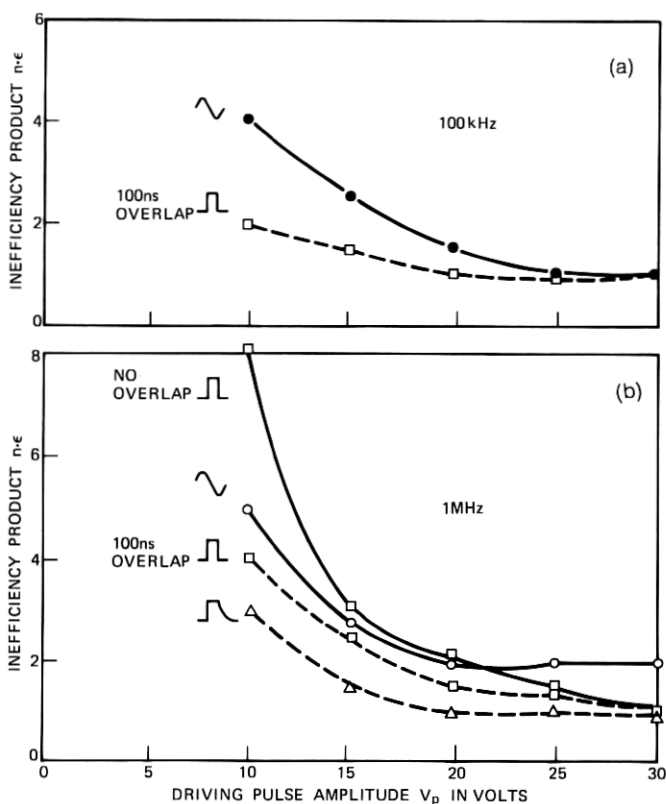 6
(a)
4
100kHz
100ns
OVERLAP
2
0
INEFFICIENCY PRODUCT n·ϵ
8
NO
OVERLAP
(b)
6
1MHz
100ns
OVERLAP
4
2
0
INEFFICIENCY PRODUCT n·ϵ
0 5 10 15 20 25 30
DRIVING PULSE AMPLITUDE Vp IN VOLTS